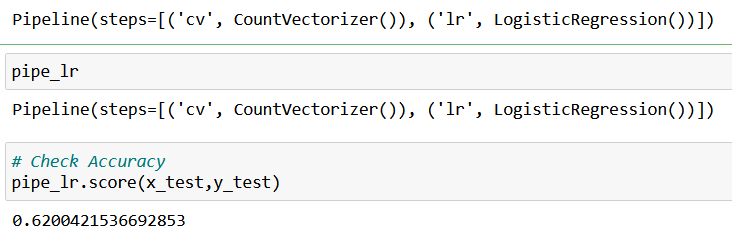 Pipeline(steps=[('cv', CountVectorizer()), ('lr', LogisticRegression())])
pipe_lr
Pipeline(steps=[('cv', CountVectorizer()), ('lr', LogisticRegression())])
# Check Accuracy
pipe_lr.score(x_test,y_test)
0.6200421536692853